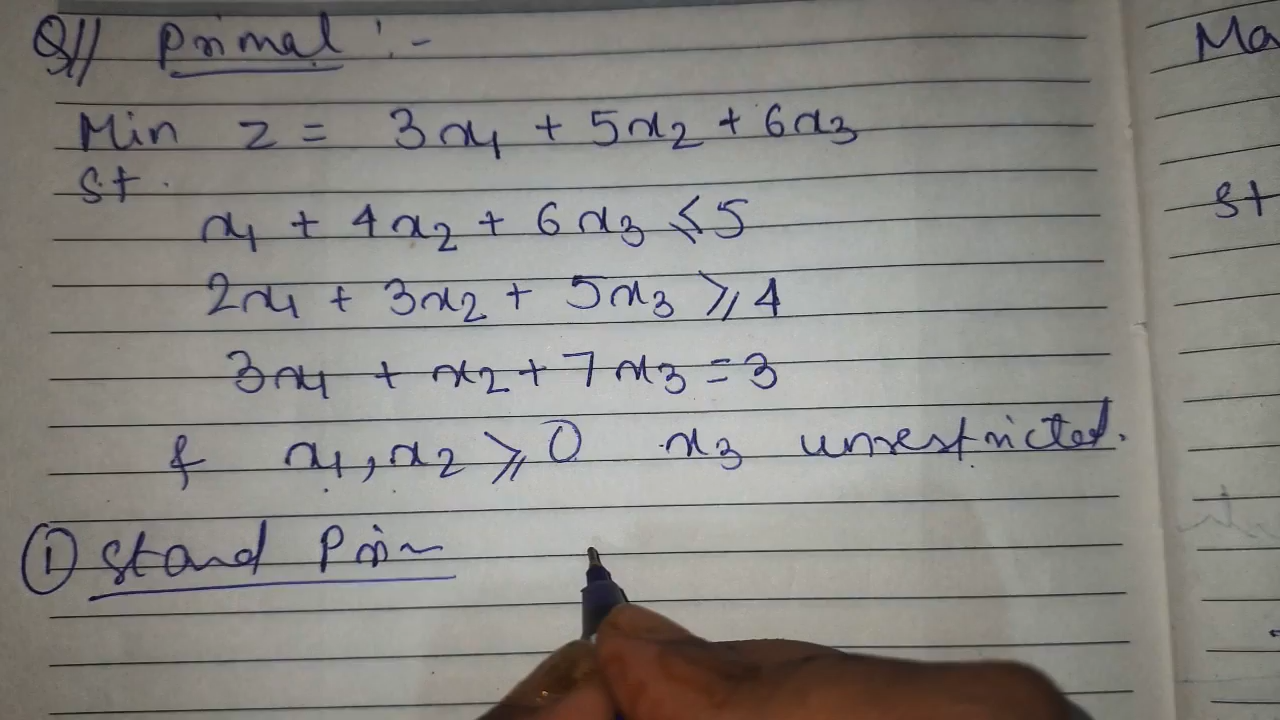 Q// Primal :-
Min z = 3x₁ + 5x₂ + 6x₃
St.
x₁ + 4x₂ + 6x₃ ≤ 5
2x₁ + 3x₂ + 5x₃ ≥ 4
3x₁ + x₂ + 7x₃ = 3
& x₁, x₂ ≥ 0 x₃ unrestricted.
① Stand Prim
Ma
St